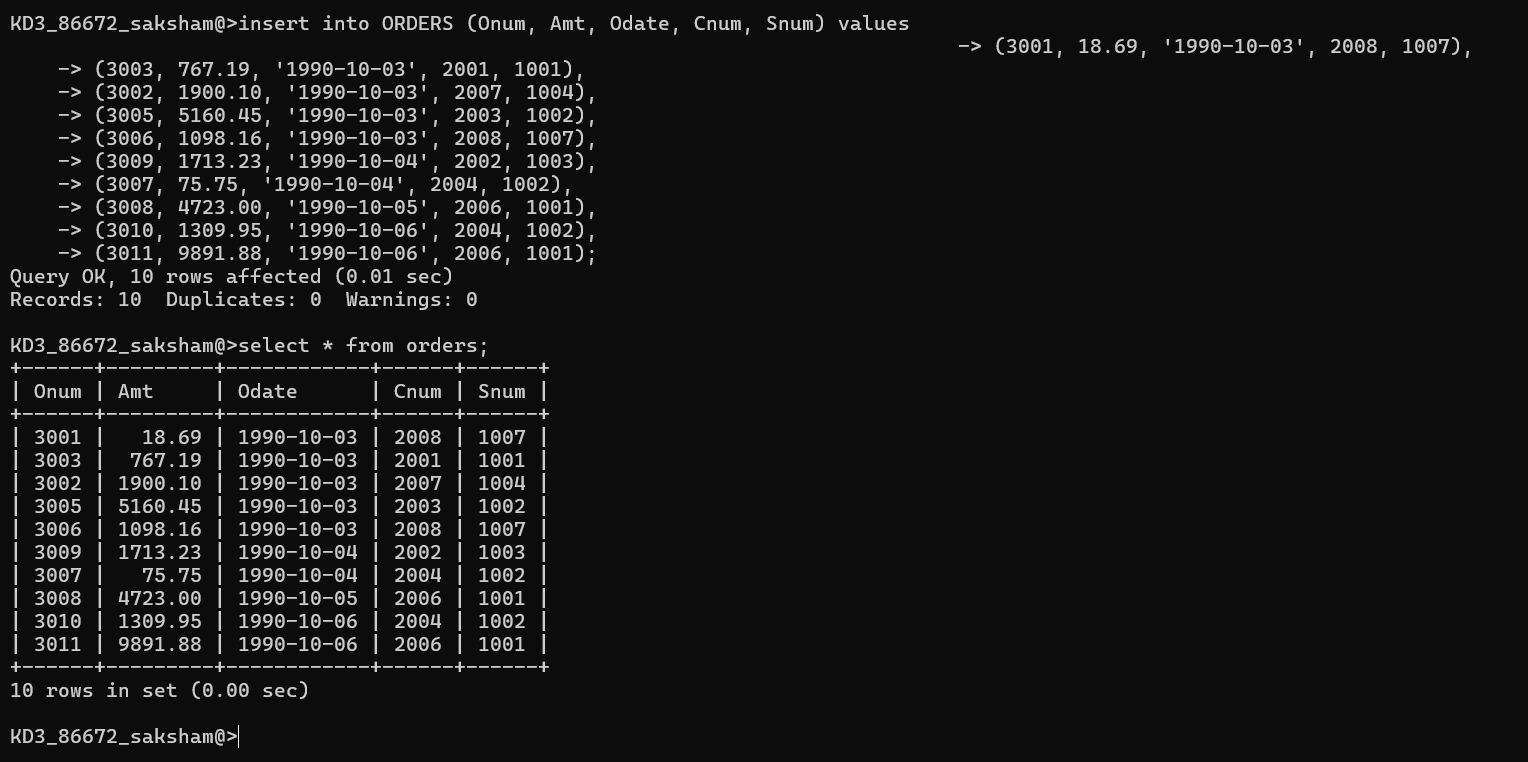 KD3_86672_saksham@>insert into ORDERS (Onum, Amt, Odate, Cnum, Snum) values
-> (3001, 18.69, '1990-10-03', 2008, 1007),
-> (3003, 767.19, '1990-10-03', 2001, 1001),
-> (3002, 1900.10, '1990-10-03', 2007, 1004),
-> (3005, 5160.45, '1990-10-03', 2003, 1002),
-> (3006, 1098.16, '1990-10-03', 2008, 1007),
-> (3009, 1713.23, '1990-10-04', 2002, 1003),
-> (3007, 75.75, '1990-10-04', 2004, 1002),
-> (3008, 4723.00, '1990-10-05', 2006, 1001),
-> (3010, 1309.95, '1990-10-06', 2004, 1002),
-> (3011, 9891.88, '1990-10-06', 2006, 1001);
Query OK, 10 rows affected (0.01 sec)
Records: 10  Duplicates: 0  Warnings: 0
KD3_86672_saksham@>select * from orders;
+------+---------+------------+------+------+
| Onum | Amt     | Odate      | Cnum | Snum |
+------+---------+------------+------+------+
| 3001 |   18.69 | 1990-10-03 | 2008 | 1007 |
| 3003 |  767.19 | 1990-10-03 | 2001 | 1001 |
| 3002 | 1900.10 | 1990-10-03 | 2007 | 1004 |
| 3005 | 5160.45 | 1990-10-03 | 2003 | 1002 |
| 3006 | 1098.16 | 1990-10-03 | 2008 | 1007 |
| 3009 | 1713.23 | 1990-10-04 | 2002 | 1003 |
| 3007 |   75.75 | 1990-10-04 | 2004 | 1002 |
| 3008 | 4723.00 | 1990-10-05 | 2006 | 1001 |
| 3010 | 1309.95 | 1990-10-06 | 2004 | 1002 |
| 3011 | 9891.88 | 1990-10-06 | 2006 | 1001 |
+------+---------+------------+------+------+
10 rows in set (0.00 sec)
KD3_86672_saksham@>